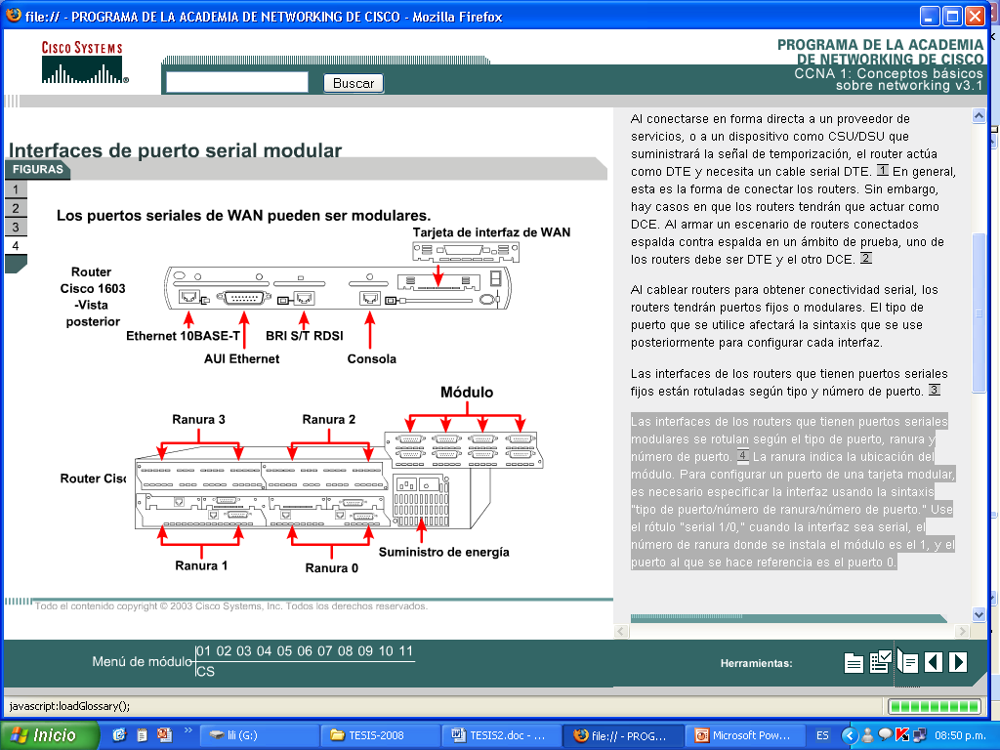 file:// - PROGRAMA DE LA ACADEMIA DE NETWORKING DE CISCO - Mozilla Firefox
CISCO SYSTEMS
®
Buscar
PROGRAMA DE LA ACADEMIA
DE NETWORKING DE CISCO
CCNA 1: Conceptos básicos
sobre networking v3.1
Interfaces de puerto serial modular
FIGURAS
1
2
3
4
Los puertos seriales de WAN pueden ser modulares.
Tarjeta de interfaz de WAN
Router
Cisco 1603
-Vista
posterior
Ethernet 10BASE-T
BRI S/T RDSI
AUI Ethernet
Consola
Módulo
Ranura 3
Ranura 2
Router Cisc
Suministro de energía
Ranura 1
Ranura 0
Todo el contenido copyright © 2003 Cisco Systems, Inc. Todos los derechos reservados.
Al conectarse en forma directa a un proveedor de
servicios, o a un dispositivo como CSU/DSU que
suministrará la señal de temporización, el router actúa
como DTE y necesita un cable serial DTE. 1 En general,
esta es la forma de conectar los routers. Sin embargo,
hay casos en que los routers tendrán que actuar como
DCE. Al armar un escenario de routers conectados
espalda contra espalda en un ámbito de prueba, uno de
los routers debe ser DTE y el otro DCE. 2
Al cablear routers para obtener conectividad serial, los
routers tendrán puertos fijos o modulares. El tipo de
puerto que se utilice afectará la sintaxis que se use
posteriormente para configurar cada interfaz.
Las interfaces de los routers que tienen puertos seriales
fijos están rotuladas según tipo y número de puerto. 3
Las interfaces de los routers que tienen puertos seriales
modulares se rotulan según el tipo de puerto, ranura y
número de puerto. 4 La ranura indica la ubicación del
módulo. Para configurar un puerto de una tarjeta modular,
es necesario especificar la interfaz usando la sintaxis
"tipo de puerto/número de ranura/número de puerto." Use
el rótulo "serial 1/0," cuando la interfaz sea serial, el
número de ranura donde se instala el módulo es el 1, y el
puerto al que se hace referencia es el puerto 0.
Menú de módulo
01 02 03 04 05 06 07 08 09 10 11
CS
Herramientas:
javascript:loadGlossary();
Inicio
lili (G:)
TESIS-2008
TESIS2.doc - ...
file:// - PROG...
Microsoft Pow...
ES
08:50 p.m.